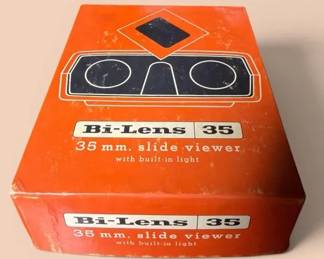 Bi-Lens 35
35 mm. slide viewer
with built-in light
Bi-Lens 35
35 mm. slide viewer
with built-in light